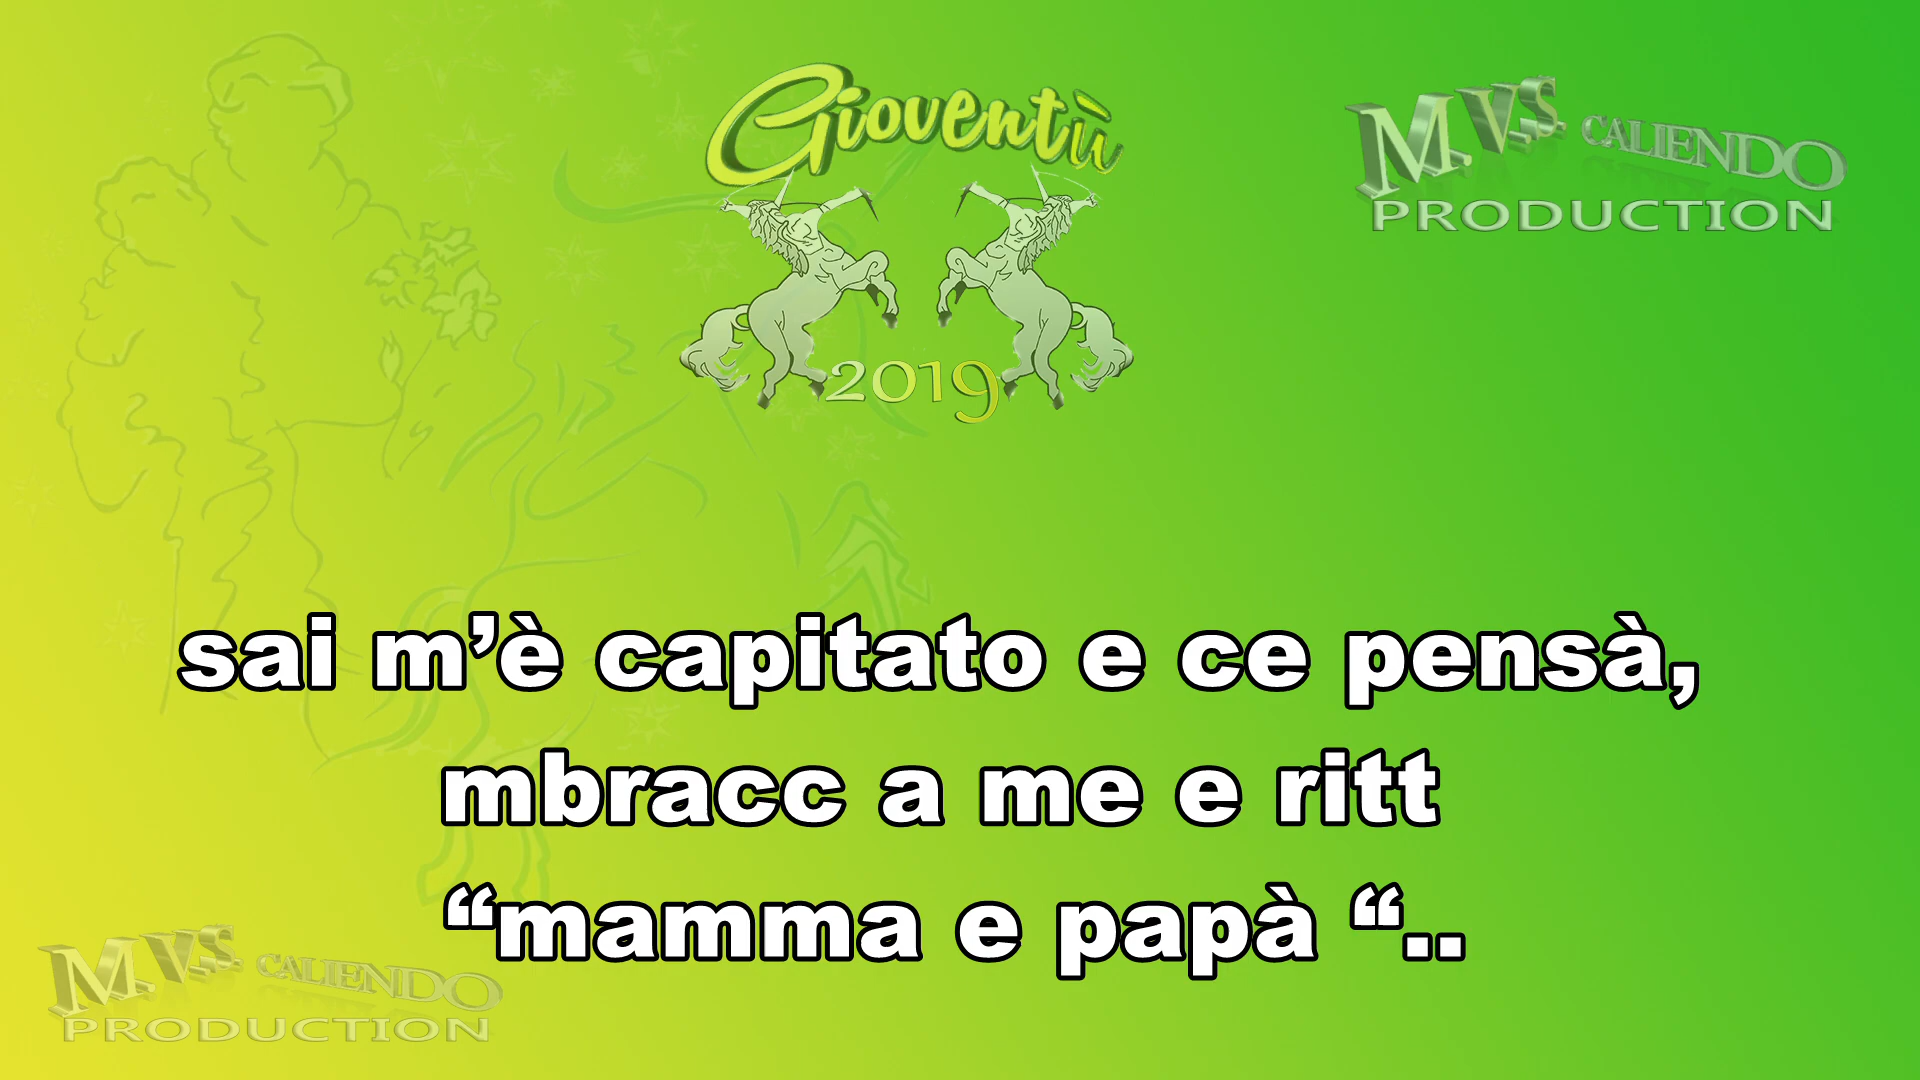 Gioventù
2019
M.V.S. CALIENDO
PRODUCTION
sai m’è capitato e ce pensà,
mbracc a me e ritt
“mamma e papà “..
M.V.S. CALIENDO
PRODUCTION